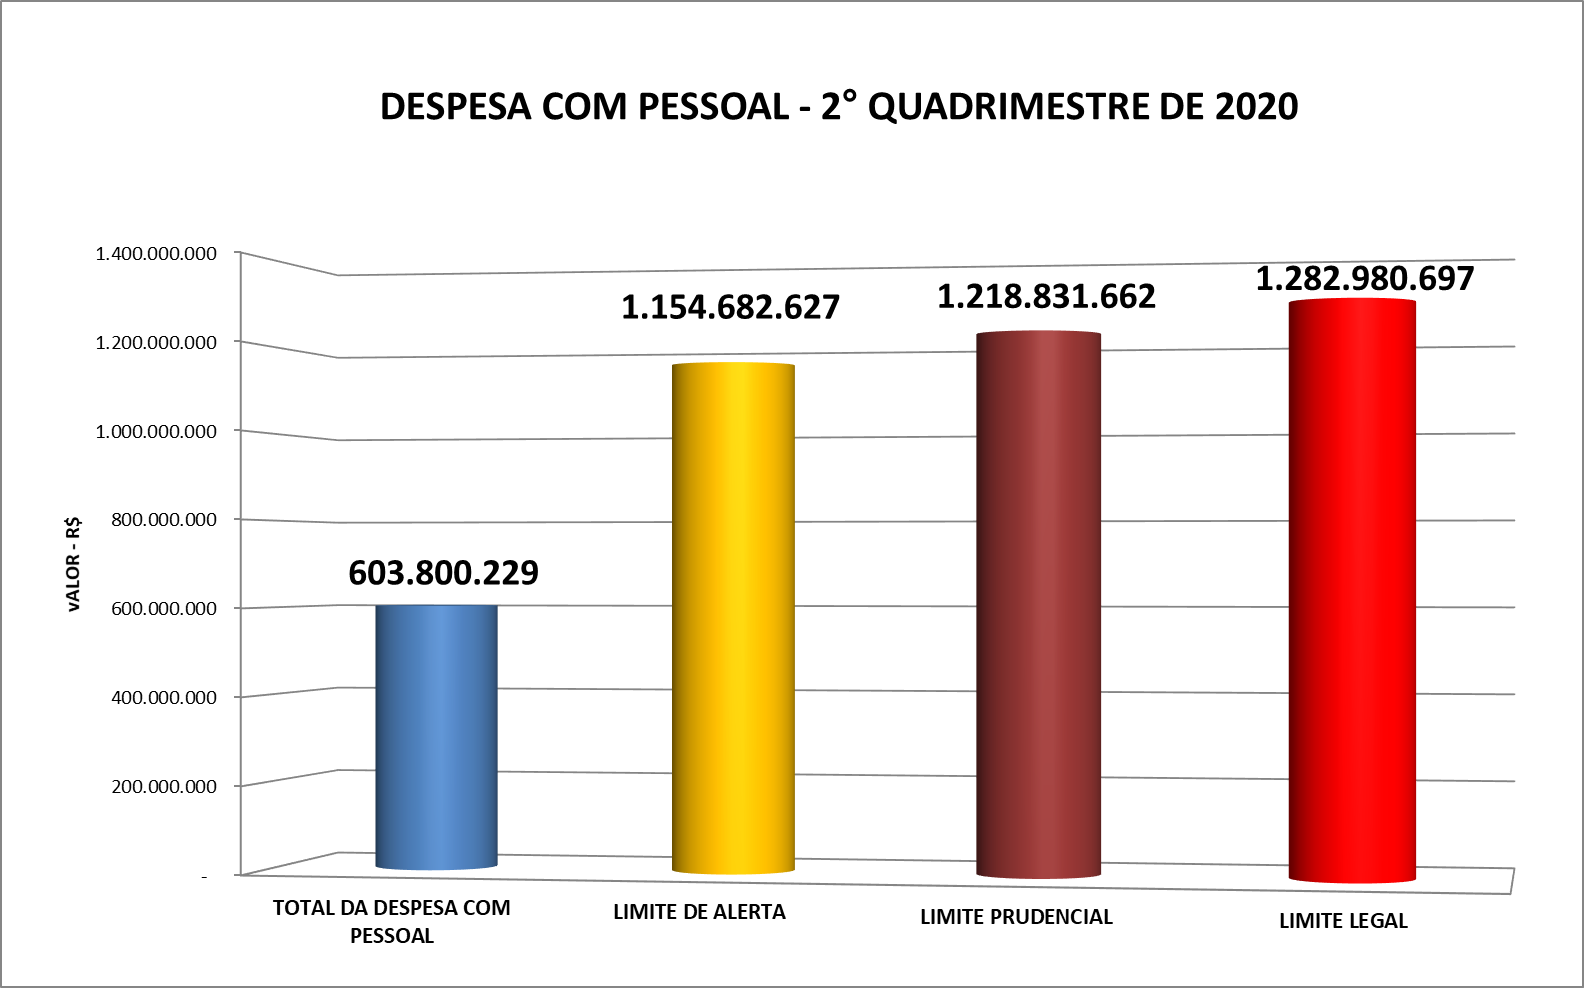 DESPESA COM PESSOAL - 2° QUADRIMESTRE DE 2020
1.400.000.000
1.200.000.000
1.000.000.000
800.000.000
600.000.000
400.000.000
200.000.000
-
vALOR - R$
603.800.229
1.154.682.627
1.218.831.662
1.282.980.697
TOTAL DA DESPESA COM
PESSOAL
LIMITE DE ALERTA
LIMITE PRUDENCIAL
LIMITE LEGAL